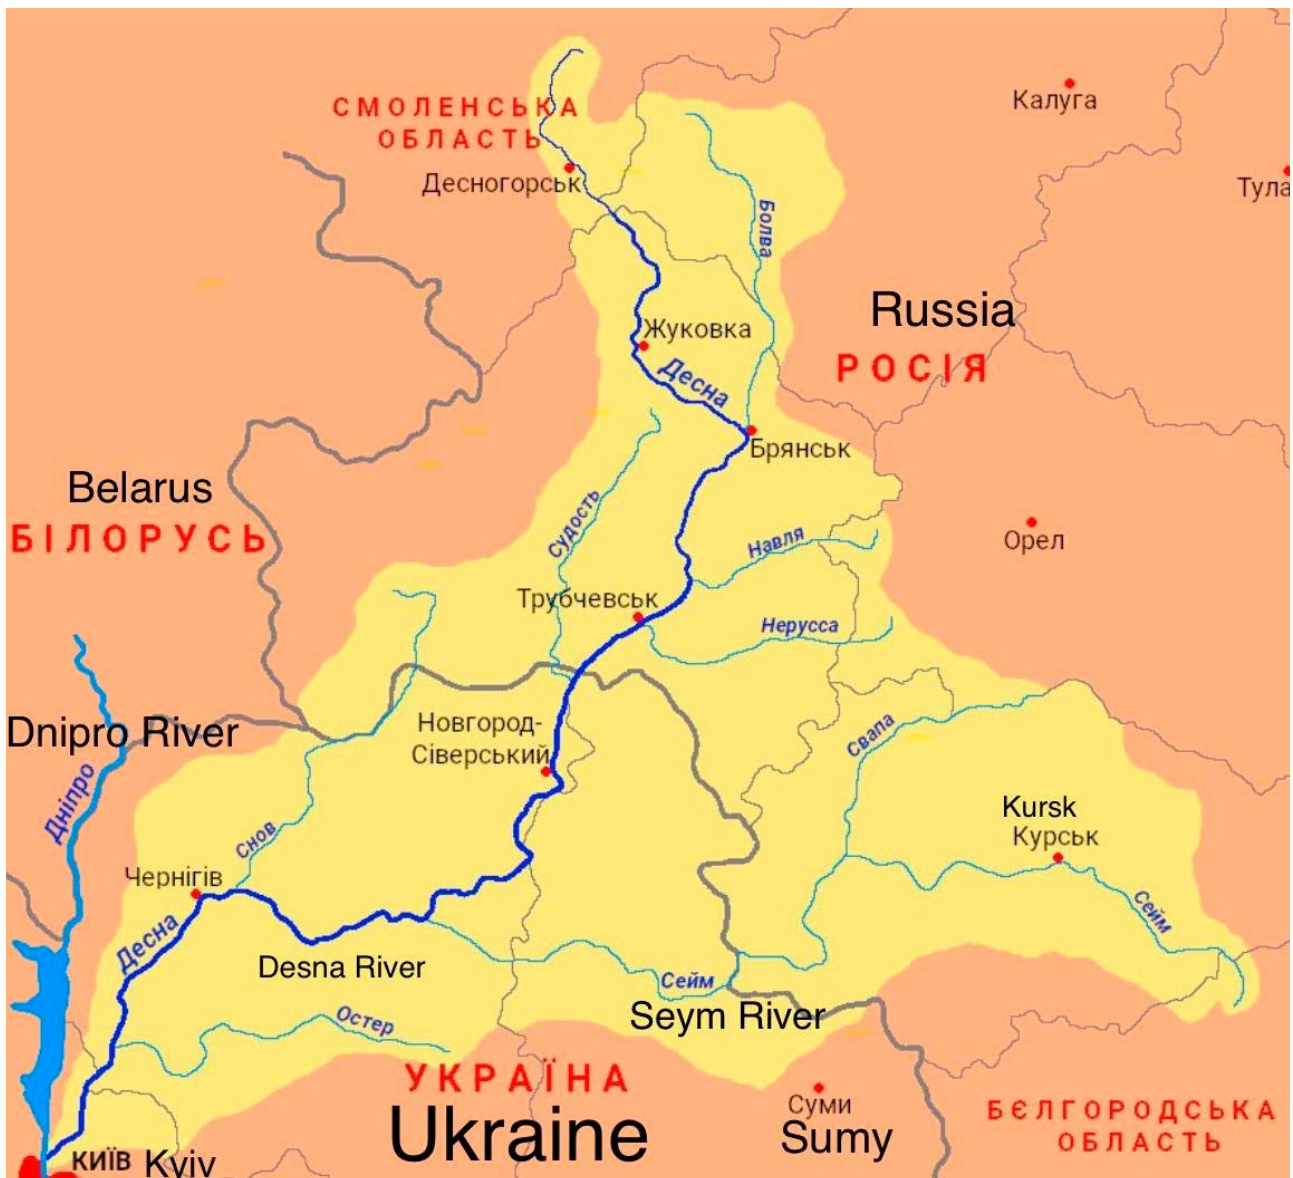 СМОЛЕНСЬКА
ОБЛАСТЬ
Калуга
Десногорськ
Тула
Болва
Russia
РОСІЯ
Жуковка
Десна
Брянськ
Belarus
БІЛОРУСЬ
Судость
Навля
Орел
Трубчевськ
Нерусса
Новгород-
Сіверський
Свапа
Dnipro River
Дніпро
Снов
Kursk
Курськ
Чернігів
Сейм
Десна
Desna River
Сейм
Seym River
Остер
УКРАЇНА
Ukraine
Суми
Sumy
БЄЛГОРОДСЬКА
ОБЛАСТЬ
КИЇВ Kyiv